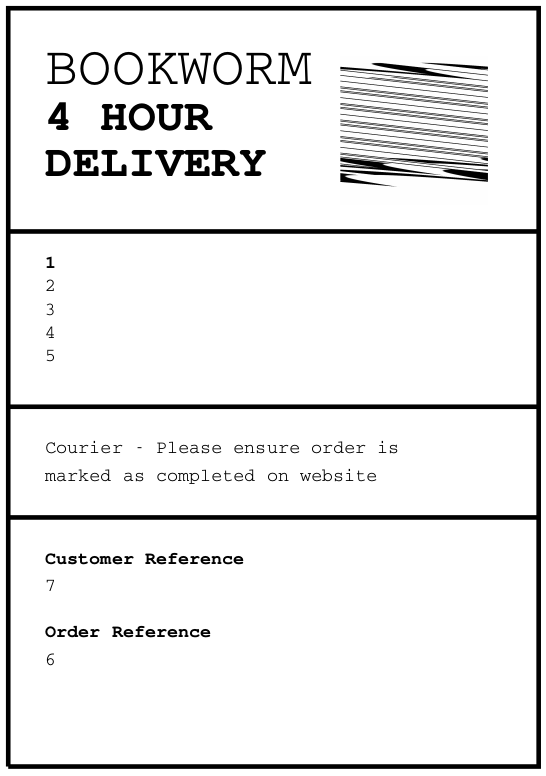 BOOKWORM
4 HOUR
DELIVERY
1
2
3
4
5
Courier - Please ensure order is
marked as completed on website
Customer Reference
7
Order Reference
6